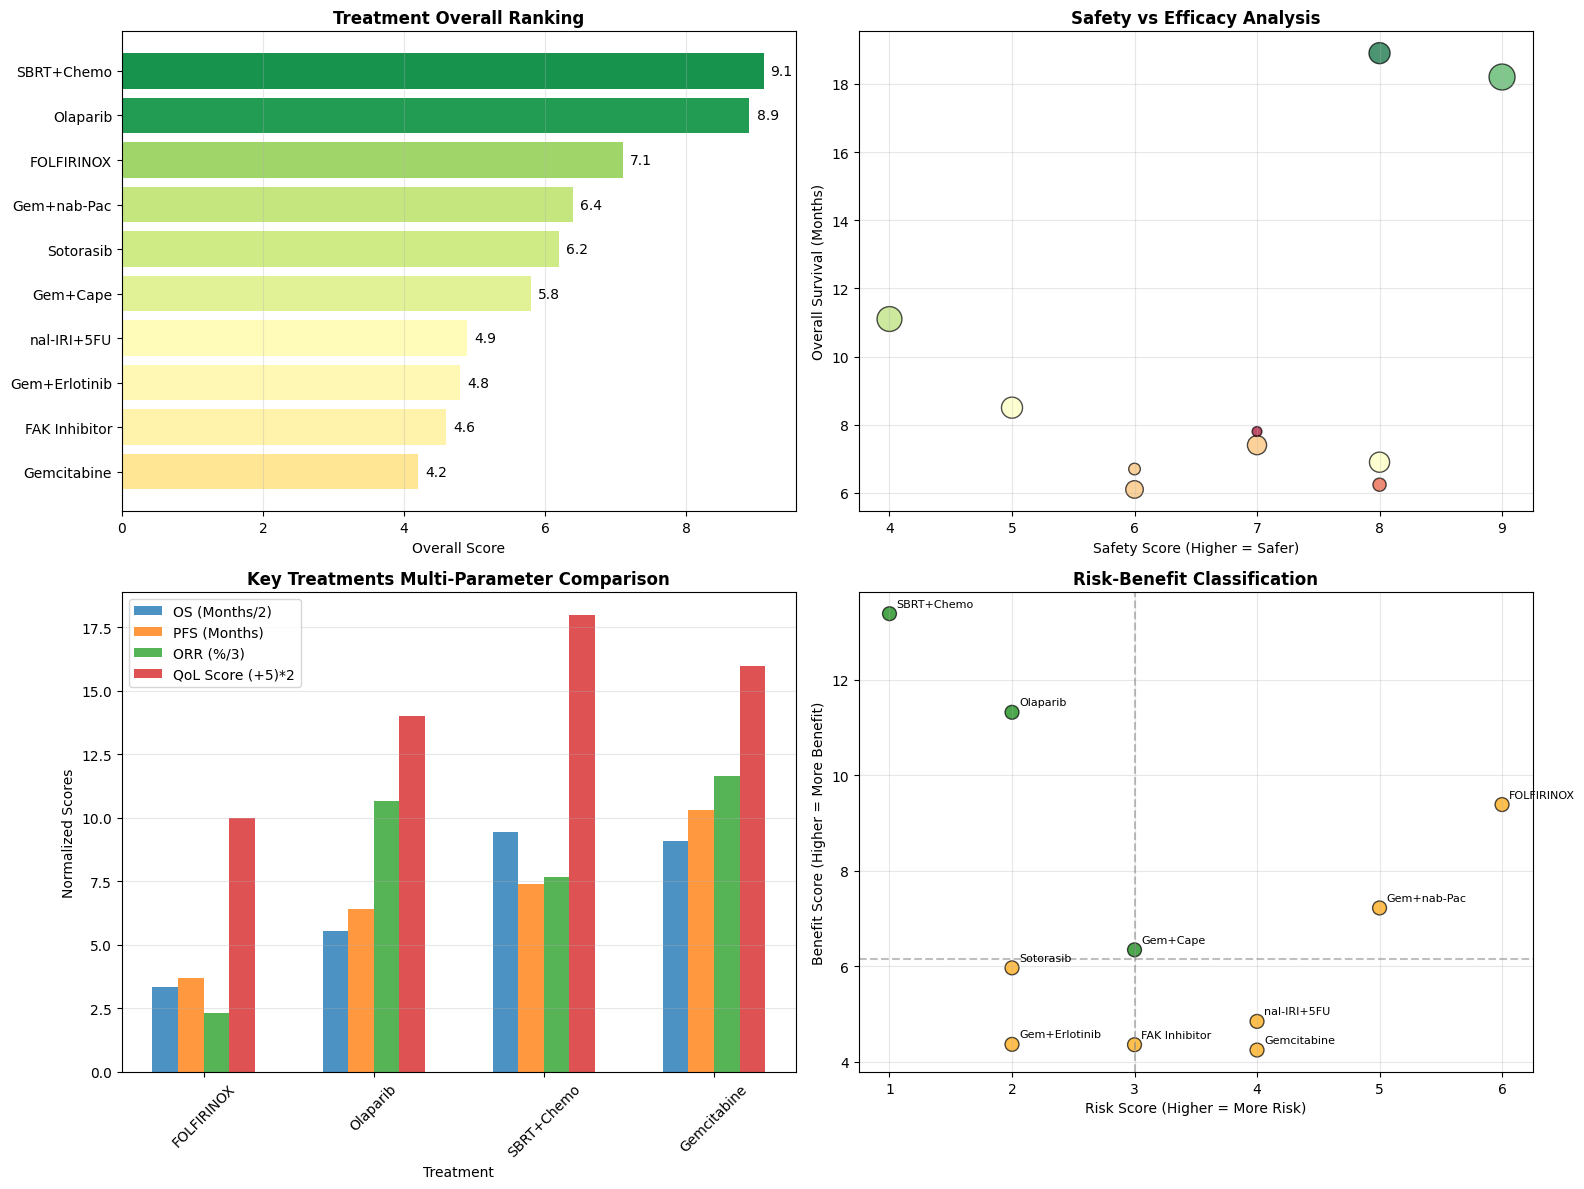 Treatment Overall Ranking
SBRT+Chemo
9.1
Olaparib
8.9
FOLFIRINOX
7.1
Gem+nab-Pac
6.4
Sotorasib
6.2
Gem+Cape
5.8
nal-IRI+5FU
4.9
Gem+Erlotinib
4.8
FAK Inhibitor
4.6
Gemcitabine
4.2
0 2 4 6 8
Overall Score
Safety vs Efficacy Analysis
Overall Survival (Months)
18
16
14
12
10
8
6
4 5 6 7 8 9
Safety Score (Higher = Safer)
Key Treatments Multi-Parameter Comparison
OS (Months/2)
PFS (Months)
ORR (%/3)
QoL Score (+5)*2
Normalized Scores
17.5
15.0
12.5
10.0
7.5
5.0
2.5
0.0
FOLFIRINOX
Olaparib
SBRT+Chemo
Gemcitabine
Treatment
Risk-Benefit Classification
Benefit Score (Higher = More Benefit)
12
10
8
6
4
SBRT+Chemo
Olaparib
FOLFIRINOX
Gem+nab-Pac
Gem+Cape
Sotorasib
nal-IRI+5FU
Gem+Erlotinib
FAK Inhibitor
Gemcitabine
1 2 3 4 5 6
Risk Score (Higher = More Risk)